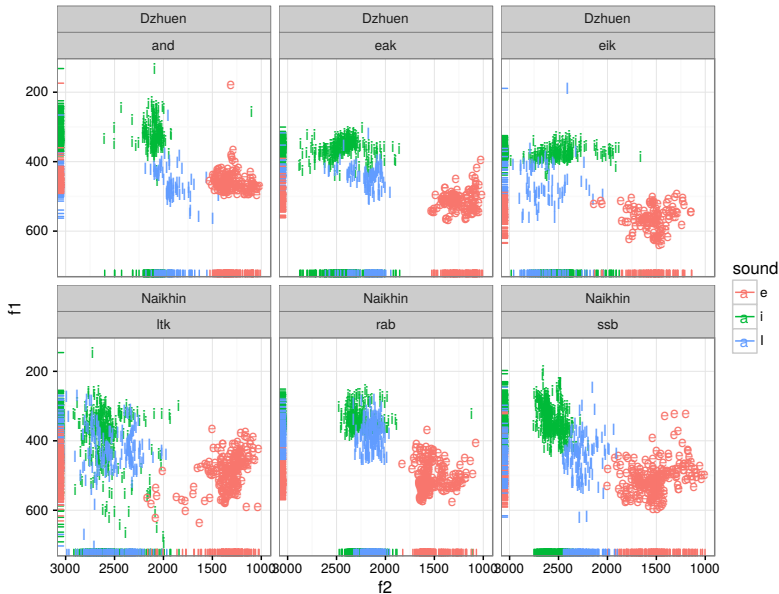 Dzhuen Dzhuen Dzhuen
and eak eik
200
400
600
f1
Naikhin Naikhin Naikhin
ltk rab ssb
200
400
600
3000 2500 2000 1500 1000 3000 2500 2000 1500 1000 3000 2500 2000 1500 1000
f2
sound
a e
a i
a I